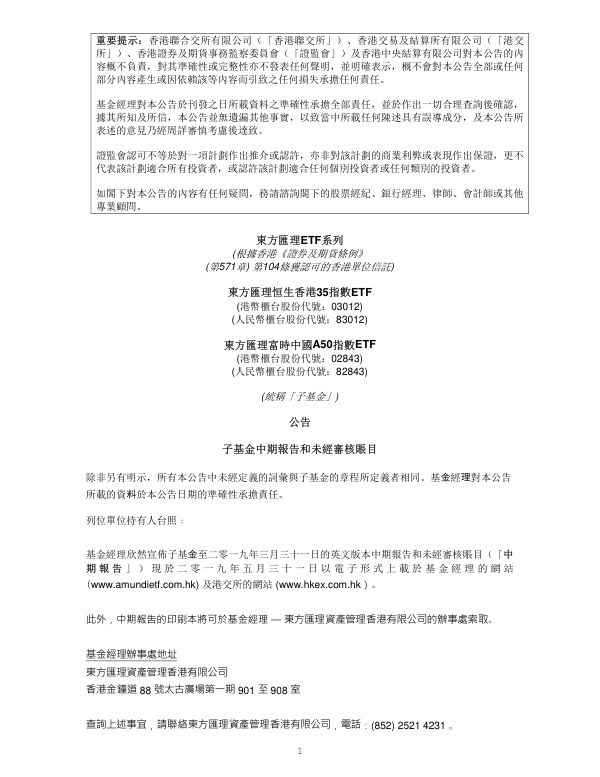 重要提示：香港聯合交所有限公司（「香港聯交所」）、香港交易及結算所有限公司（「港交
所」）、香港證券及期貨事務監察委員會（「證監會」）及香港中央結算有限公司對本公告的內
容概不負責，對其準確性或完整性亦不發表任何聲明，並明確表示，概不會對本公告全部或任何
部分內容產生或因依賴該等內容而引致之任何損失承擔任何責任。
基金經理對本公告於刊發之日所載資料之準確性承擔全部責任，並於作出一切合理查詢後確認，
據其所知及所信，本公告並無遺漏其他事實，以致當中所載任何陳述具有誤導成分，及本公告所
表述的意見乃經周詳審慎考慮後達致。
證監會認可不等於對一項計劃作出推介或認許，亦非對該計劃的商業利弊或表現作出保證，更不
代表該計劃適合所有投資者，或認許該計劃適合任何個別投資者或任何類別的投資者。
如閣下對本公告的內容有任何疑問，務請諮詢閣下的股票經紀、銀行經理、律師、會計師或其他
專業顧問。
東方匯理ETF系列
(根據香港《證券及期貨條例》
(第571章) 第104條獲認可的香港單位信託)
東方匯理恒生香港35指數ETF
(港幣櫃台股份代號：03012)
(人民幣櫃台股份代號：83012)
東方匯理富時中國A50指數ETF
(港幣櫃台股份代號：02843)
(人民幣櫃台股份代號：82843)
(統稱「子基金」)
公告
子基金中期報告和未經審核賬目
除非另有明示，所有本公告中未經定義的詞彙與子基金的章程所定義者相同。基金經理對本公告
所載的資料於本公告日期的準確性承擔責任。
列位單位持有人台照：
基金經理欣然宣佈子基金至二零一九年三月三十一日的英文版本中期報告和未經審核賬目（「中
期報告」）現於二零一九年五月三十一日以電子形式上載於基金經理的網站
(www.amundietf.com.hk) 及港交所的網站 (www.hkex.com.hk ) 。
此外，中期報告的印刷本將可於基金經理 — 東方匯理資產管理香港有限公司的辦事處索取。
基金經理辦事處地址
東方匯理資產管理香港有限公司
香港金鐘道 88 號太古廣場第一期 901 至 908 室
查詢上述事宜，請聯絡東方匯理資產管理香港有限公司，電話：(852) 2521 4231 。
1